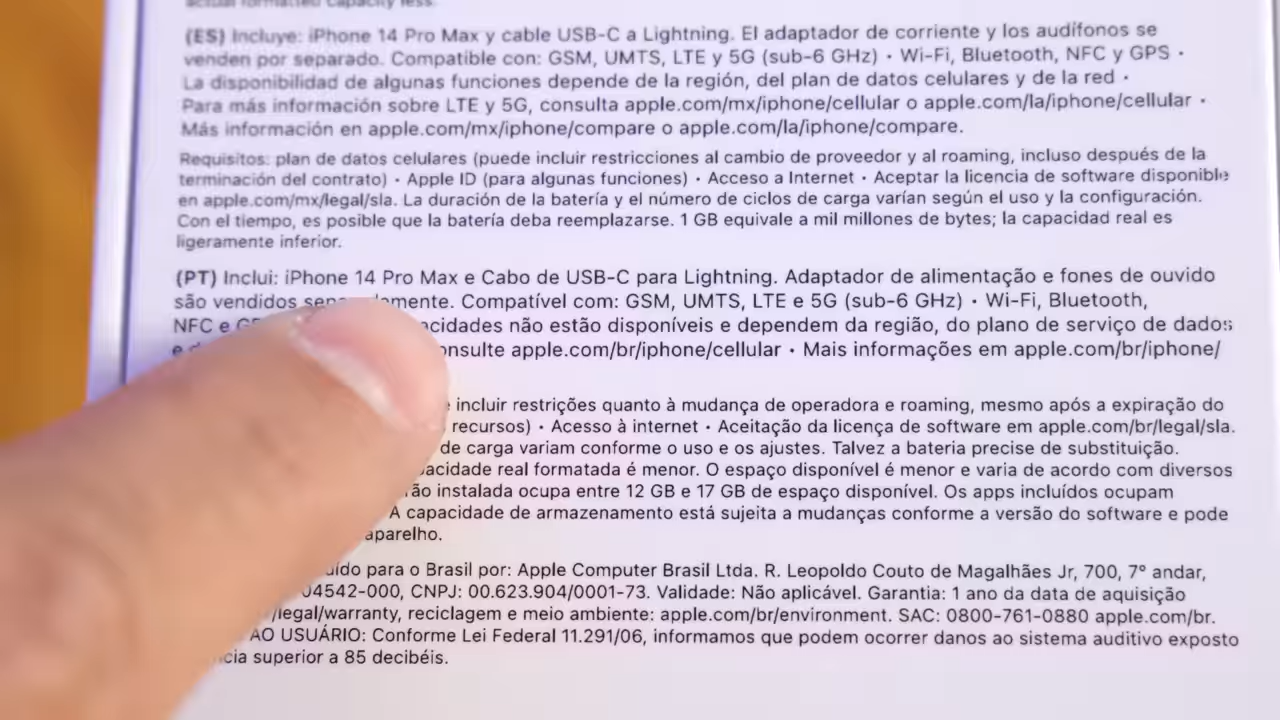 actual formatted capacity less.
(ES) Incluye: iPhone 14 Pro Max y cable USB-C a Lightning. El adaptador de corriente y los audífonos se
venden por separado. Compatible con: GSM, UMTS, LTE y 5G (sub-6 GHz) • Wi-Fi, Bluetooth, NFC y GPS •
La disponibilidad de algunas funciones depende de la región, del plan de datos celulares y de la red •
Para más información sobre LTE y 5G, consulta apple.com/mx/iphone/cellular o apple.com/la/iphone/cellular •
Más información en apple.com/mx/iphone/compare o apple.com/la/iphone/compare.
Requisitos: plan de datos celulares (puede incluir restricciones al cambio de proveedor y al roaming, incluso después de la
terminación del contrato) • Apple ID (para algunas funciones) • Acceso a Internet • Aceptar la licencia de software disponible
en apple.com/mx/legal/sla. La duración de la batería y el número de ciclos de carga varían según el uso y la configuración.
Con el tiempo, es posible que la batería deba reemplazarse. 1 GB equivale a mil millones de bytes; la capacidad real es
ligeramente inferior.
(PT) Inclui: iPhone 14 Pro Max e Cabo de USB-C para Lightning. Adaptador de alimentação e fones de ouvido
são vendidos Compatível com: GSM, UMTS, LTE e 5G (sub-6 GHz) • Wi-Fi, Bluetooth,
NFC e não estão disponíveis e dependem da região, do plano de serviço de dados
apple.com/br/iphone/cellular • Mais informações em apple.com/br/iphone/
incluir restrições quanto à mudança de operadora e roaming, mesmo após a expiração do
recursos) • Acesso à internet • Aceitação da licença de software em apple.com/br/legal/sla.
de carga variam conforme o uso e os ajustes. Talvez a bateria precise de substituição.
real formatada é menor. O espaço disponível é menor e varia de acordo com diversos
instalada ocupa entre 12 GB e 17 GB de espaço disponível. Os apps incluídos ocupam
A capacidade de armazenamento está sujeita a mudanças conforme a versão do software e pode
aparelho.
para o Brasil por: Apple Computer Brasil Ltda. R. Leopoldo Couto de Magalhães Jr, 700, 7º andar,
04542-000, CNPJ: 00.623.904/0001-73. Validade: Não aplicável. Garantia: 1 ano da data de aquisição
/legal/warranty, reciclagem e meio ambiente: apple.com/br/environment. SAC: 0800-761-0880 apple.com/br.
AO USUÁRIO: Conforme Lei Federal 11.291/06, informamos que podem ocorrer danos ao sistema auditivo exposto
superior a 85 decibéis.